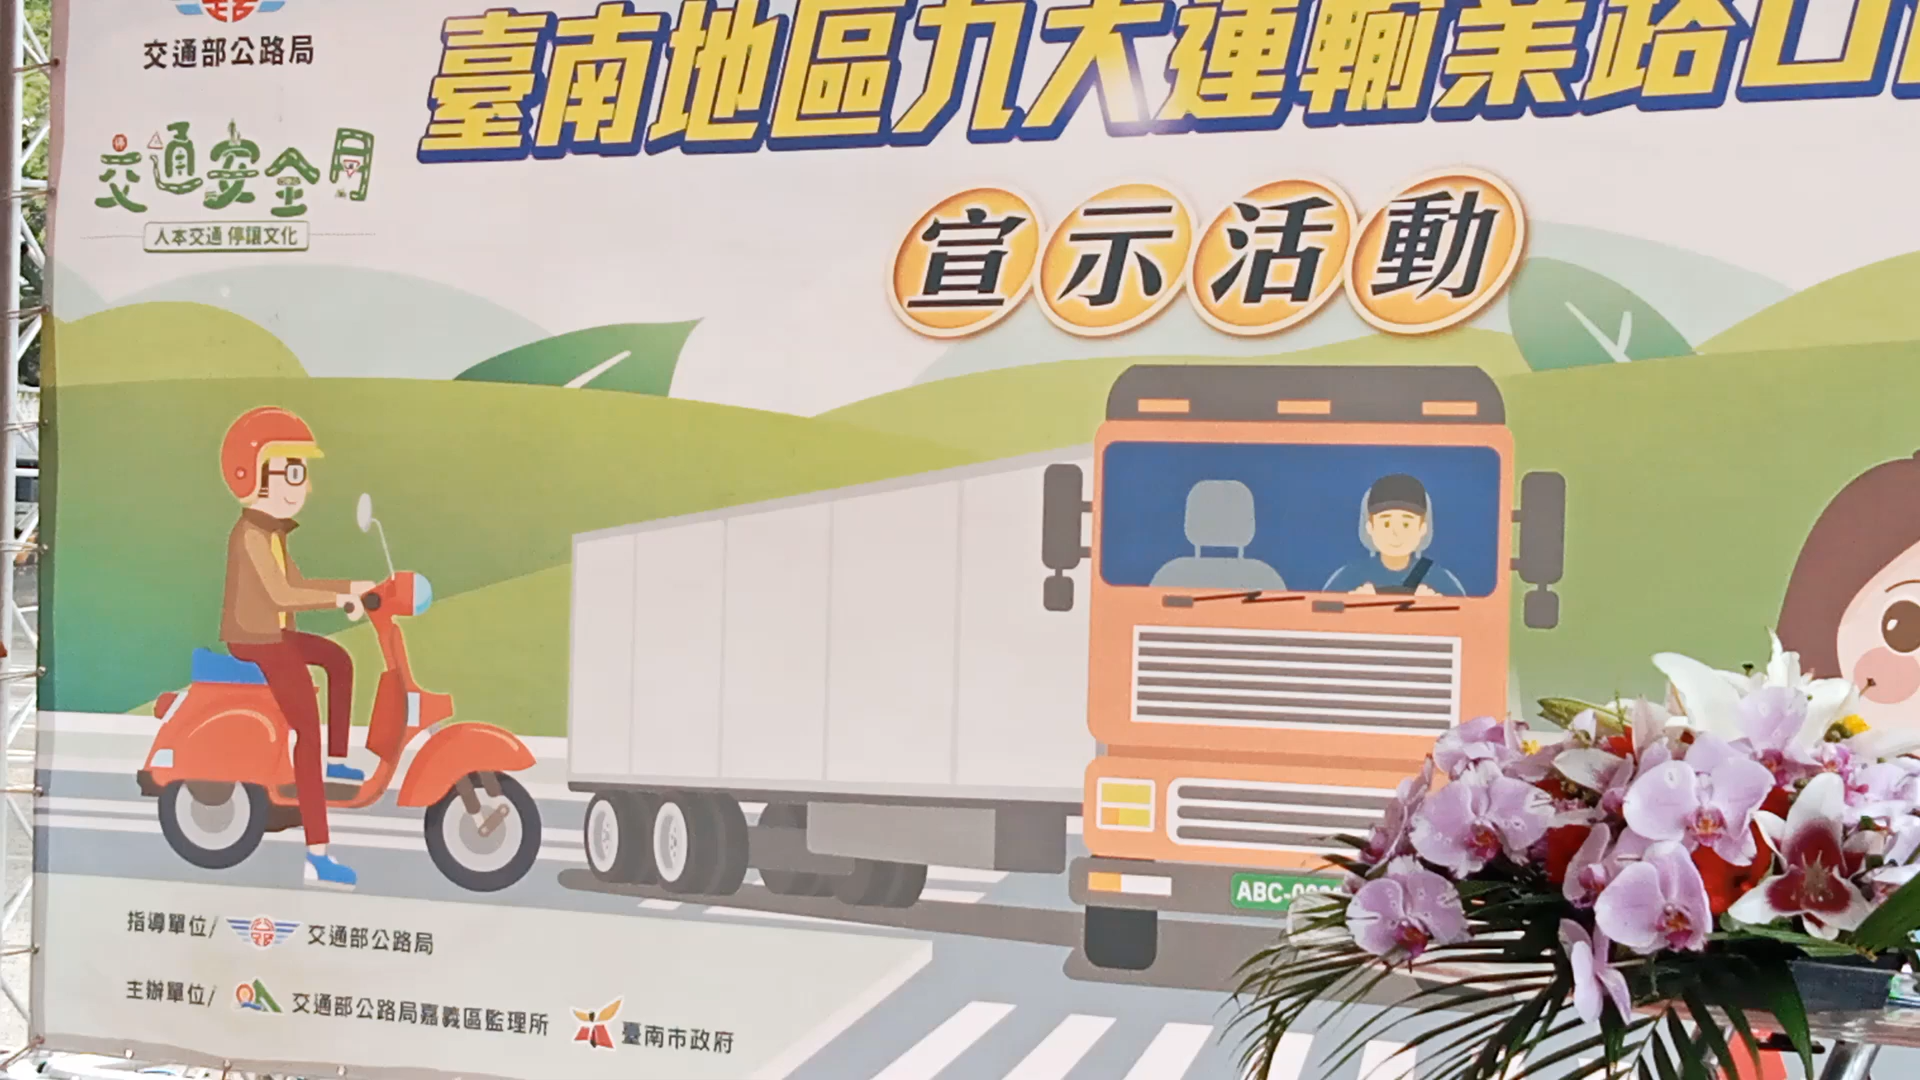 交通部公路局
臺南地區九大運輸業路口
交通安全月
人本交通 停讓文化
宣示活動
ABC-0
指導單位/ 交通部公路局
主辦單位/ 交通部公路局嘉義區監理所 臺南市政府